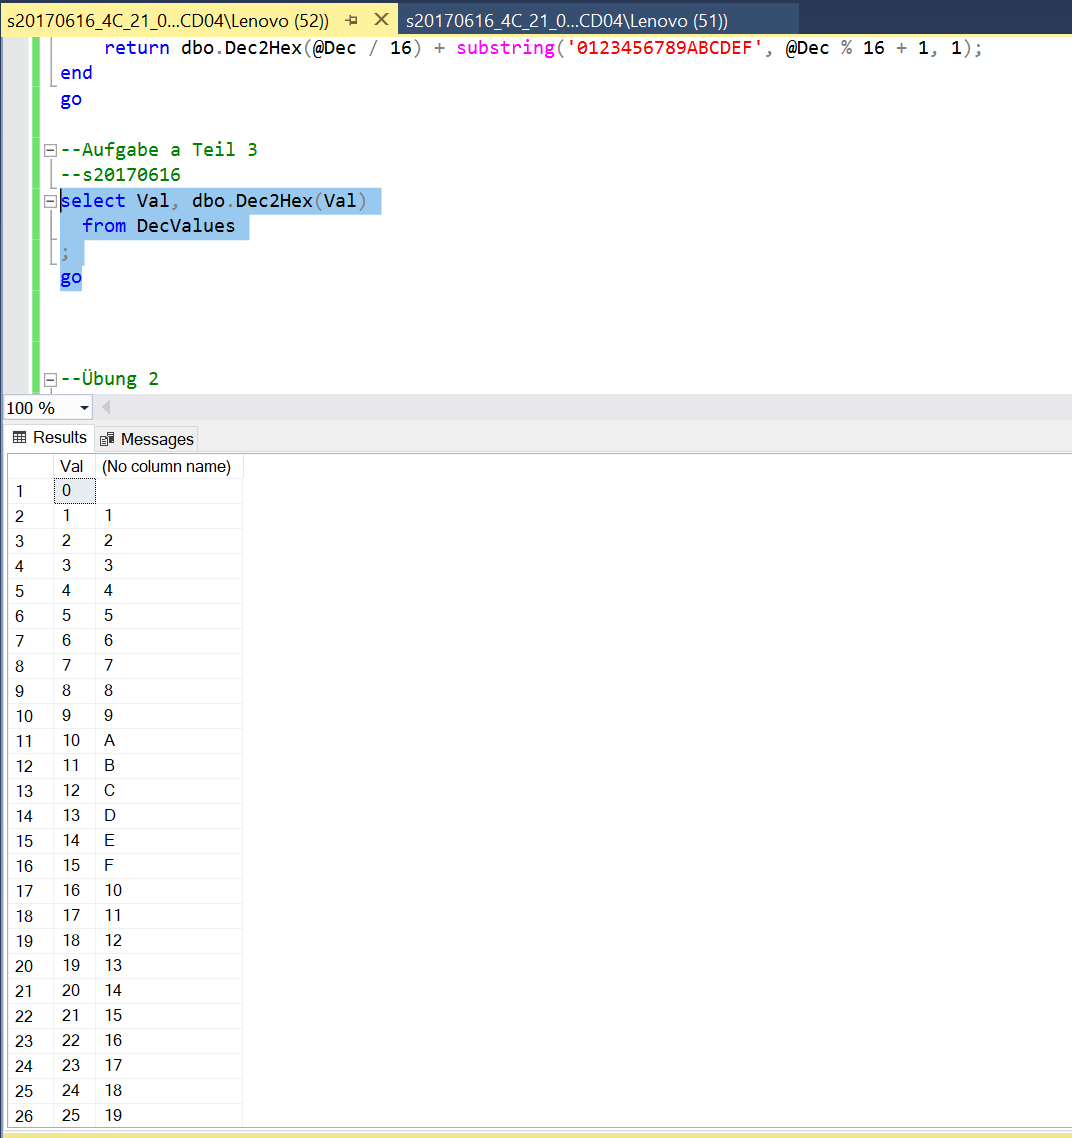 s20170616_4C_21_0...CD04\Lenovo (52)) s20170616_4C_21_0...CD04\Lenovo (51))
return dbo.Dec2Hex(@Dec / 16) + substring('0123456789ABCDEF', @Dec % 16 + 1, 1);
end
go
--Aufgabe a Teil 3
--s20170616
select Val, dbo.Dec2Hex(Val)
from DecValues
;
go
--Übung 2
100 %
Results Messages
Val (No column name)
1 0
2 1 1
3 2 2
4 3 3
5 4 4
6 5 5
7 6 6
8 7 7
9 8 8
10 9 9
11 10 A
12 11 B
13 12 C
14 13 D
15 14 E
16 15 F
17 16 10
18 17 11
19 18 12
20 19 13
21 20 14
22 21 15
23 22 16
24 23 17
25 24 18
26 25 19